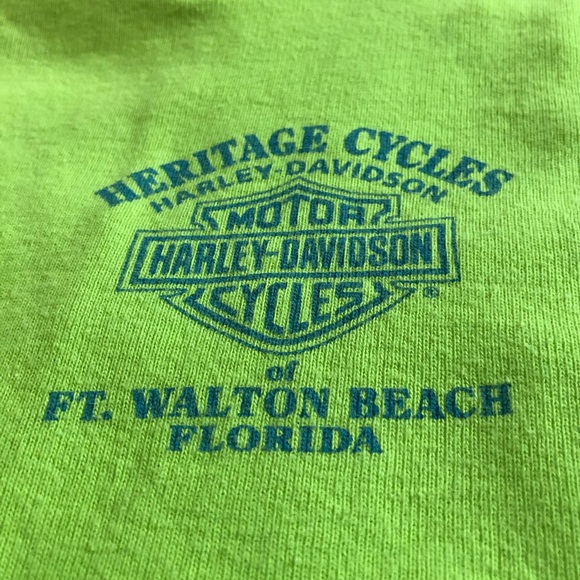 HERITAGE CYCLES
HARLEY-DAVIDSON
MOTOR
HARLEY-DAVIDSON
CYCLES
®
of
FT. WALTON BEACH
FLORIDA